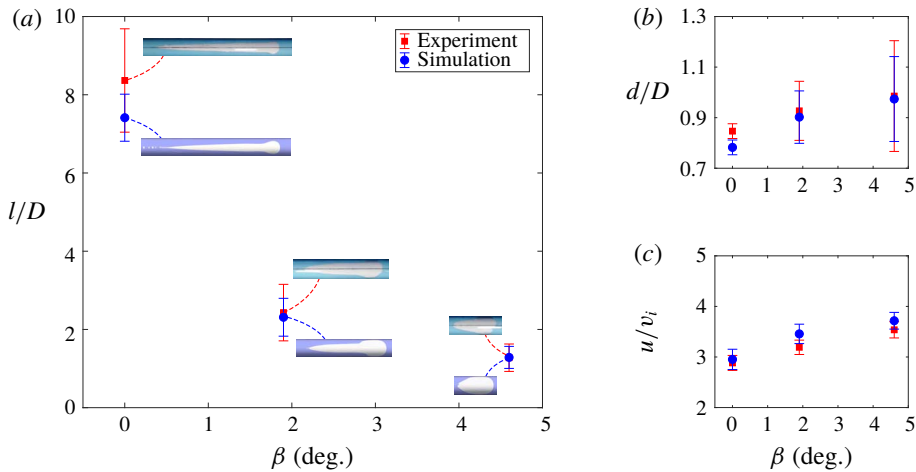 (a)
10
8
6
4
2
0
l/D
0 1 2 3 4 5
β (deg.)
Experiment
Simulation
(b)
1.3
1.1
0.9
0.7
d/D
0 1 2 3 4 5
(c)
5
4
3
2
u/vᵢ
0 1 2 3 4 5
β (deg.)